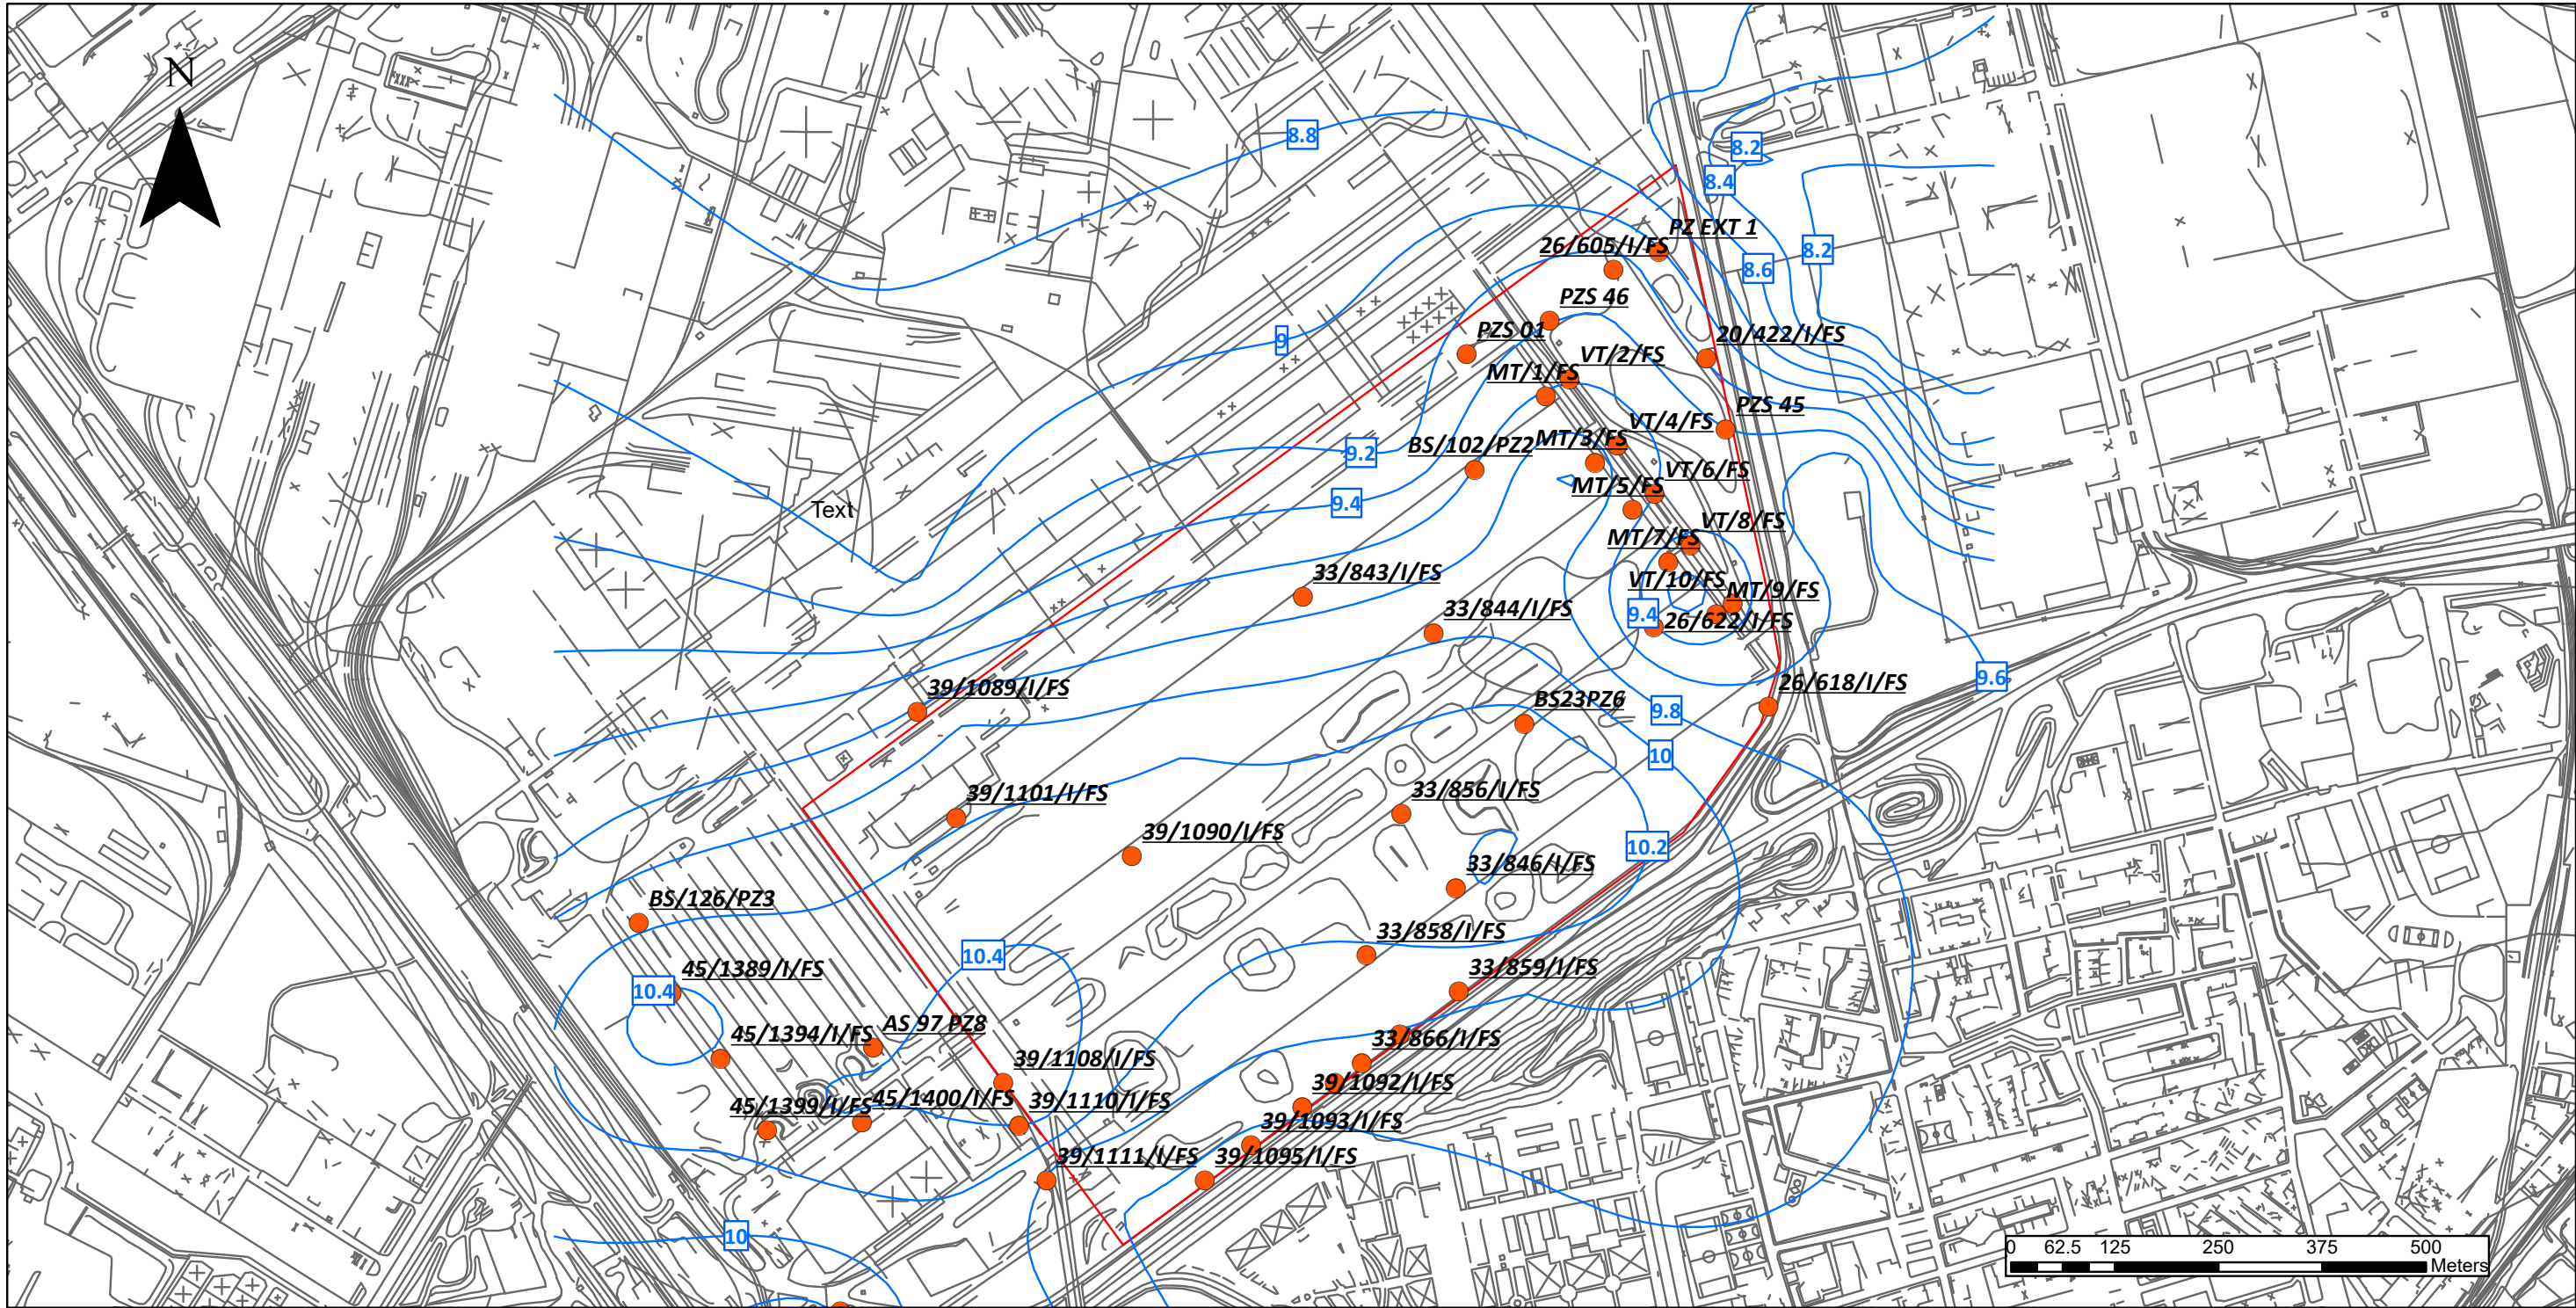 N
8.8
8.2
8.4
PZ EXT 1
26/605/I/FS
8.2
8.6
PZS 46
9
PZS 01
20/422/I/FS
VT/2/FS
MT/1/FS
PZS 45
VT/4/FS
MT/3/FS
BS/102/PZ2
9.2
VT/6/FS
MT/5/FS
9.4
Text
VT/8/FS
MT/7/FS
33/843/I/FS
VT/10/FS
MT/9/FS
33/844/I/FS
9.4
26/622/I/FS
9.6
26/618/I/FS
39/1089/I/FS
BS23PZ6
9.8
10
39/1101/I/FS
33/856/I/FS
39/1090/I/FS
10.2
33/846/I/FS
BS/126/PZ3
33/858/I/FS
10.4
45/1389/I/FS
33/859/I/FS
10.4
AS 97 PZ8
45/1394/I/FS
33/866/I/FS
39/1108/I/FS
39/1092/I/FS
45/1400/I/FS
39/1110/I/FS
45/1399/I/FS
39/1093/I/FS
39/1111/I/FS
39/1095/I/FS
10
0 62.5 125 250 375 500
Meters